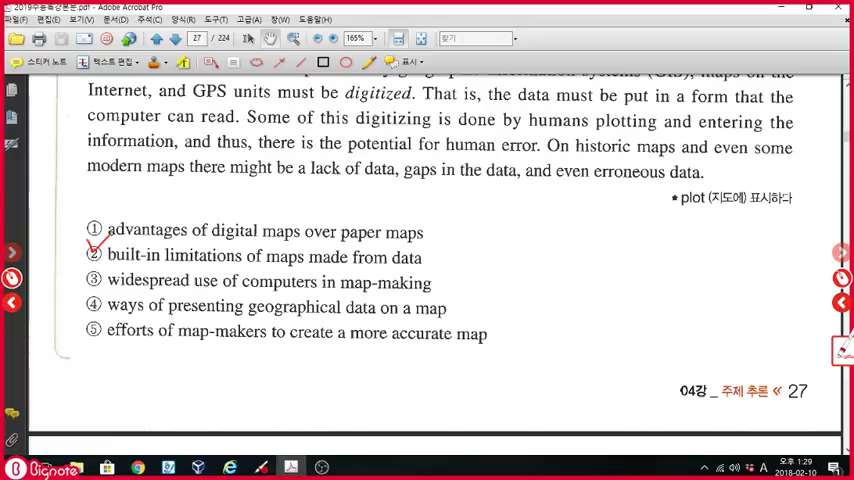 2019수능특강본문.pdf - Adobe Acrobat Pro
파일(F) 편집(E) 보기(V) 문서(D) 주석(C) 양식(R) 도구(T) 고급(A) 창(W) 도움말(H)
27 / 224 165% 찾기
스티커 노트 텍스트 편집 표시
Internet, and GPS units must be digitized. That is, the data must be put in a form that the
computer can read. Some of this digitizing is done by humans plotting and entering the
information, and thus, there is the potential for human error. On historic maps and even some
modern maps there might be a lack of data, gaps in the data, and even erroneous data.
* plot (지도에) 표시하다
① advantages of digital maps over paper maps
② built-in limitations of maps made from data
③ widespread use of computers in map-making
④ ways of presenting geographical data on a map
⑤ efforts of map-makers to create a more accurate map
04강 _ 주제 추론 « 27
Bignote
A 오후 1:29
2018-02-10